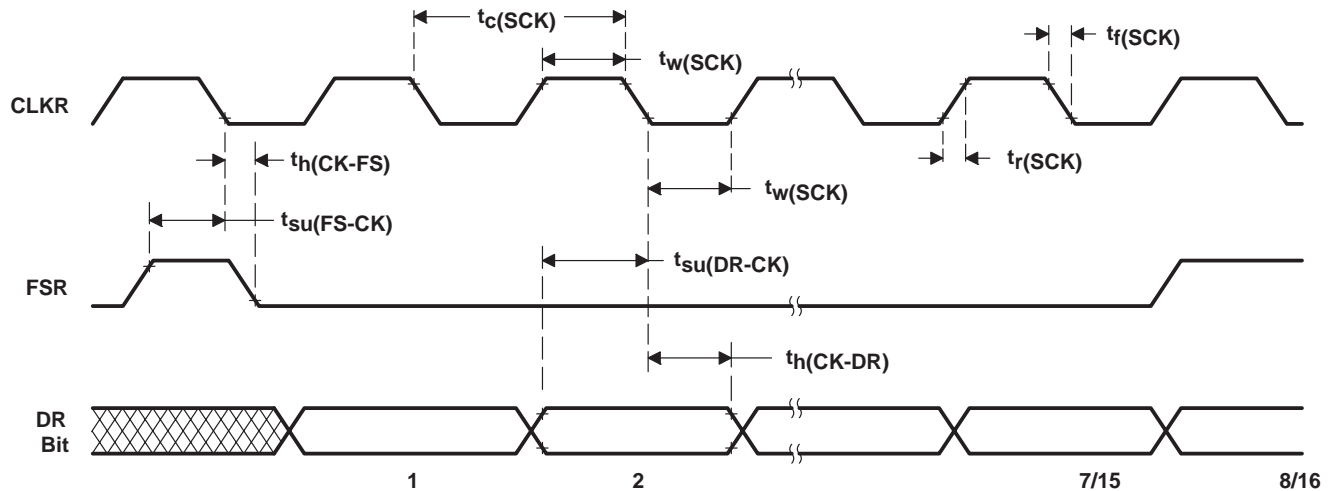 tc(SCK)
tf(SCK)
tw(SCK)
CLKR
th(CK-FS)
tr(SCK)
tw(SCK)
tsu(FS-CK)
tsu(DR-CK)
FSR
th(CK-DR)
DR
Bit
1 2 7/15 8/16